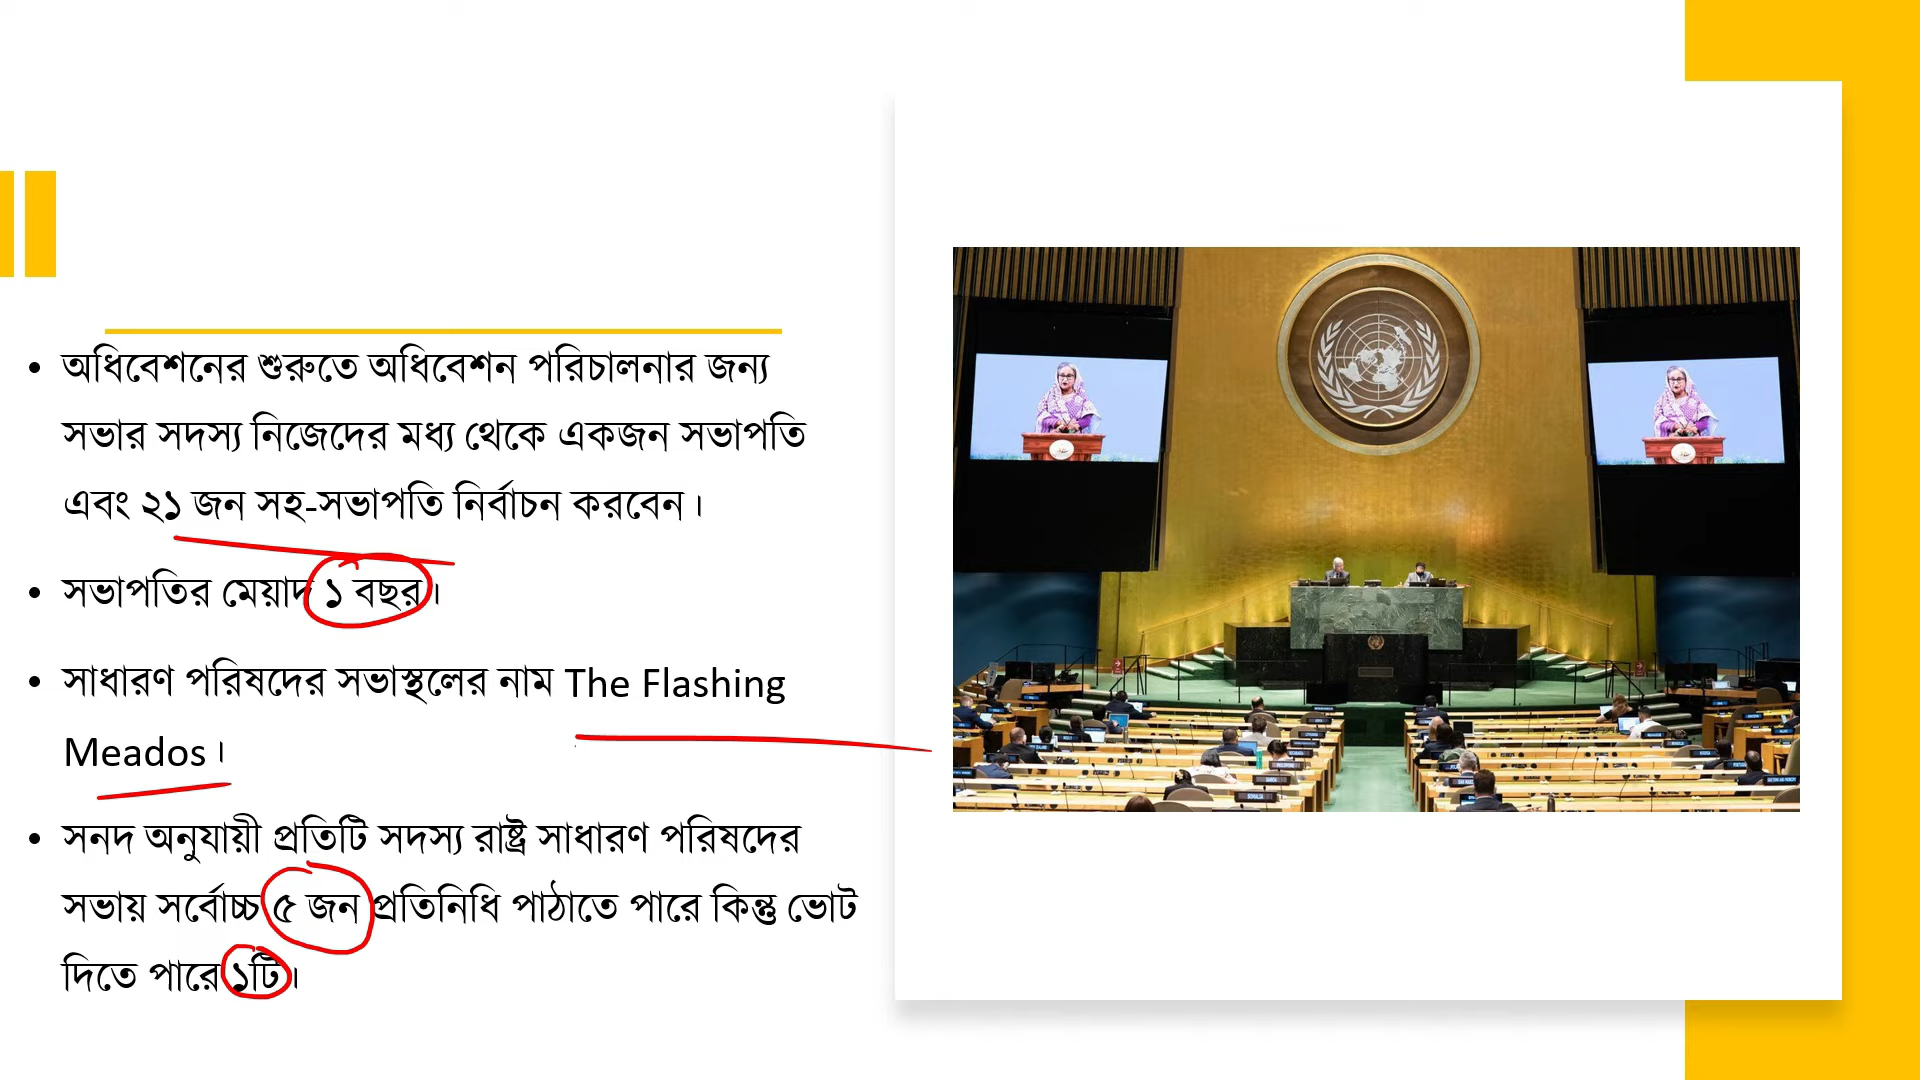 • অধিবেশনের শুরুতে অধিবেশন পরিচালনার জন্য
সভার সদস্য নিজেদের মধ্য থেকে একজন সভাপতি
এবং ২১ জন সহ-সভাপতি নির্বাচন করবেন।
• সভাপতির মেয়াদ ১ বছর।
• সাধারণ পরিষদের সভাস্থলের নাম The Flashing
Meados।
• সনদ অনুযায়ী প্রতিটি সদস্য রাষ্ট্র সাধারণ পরিষদের
সভায় সর্বোচ্চ ৫ জন প্রতিনিধি পাঠাতে পারে কিন্তু ভোট
দিতে পারে ১টি।